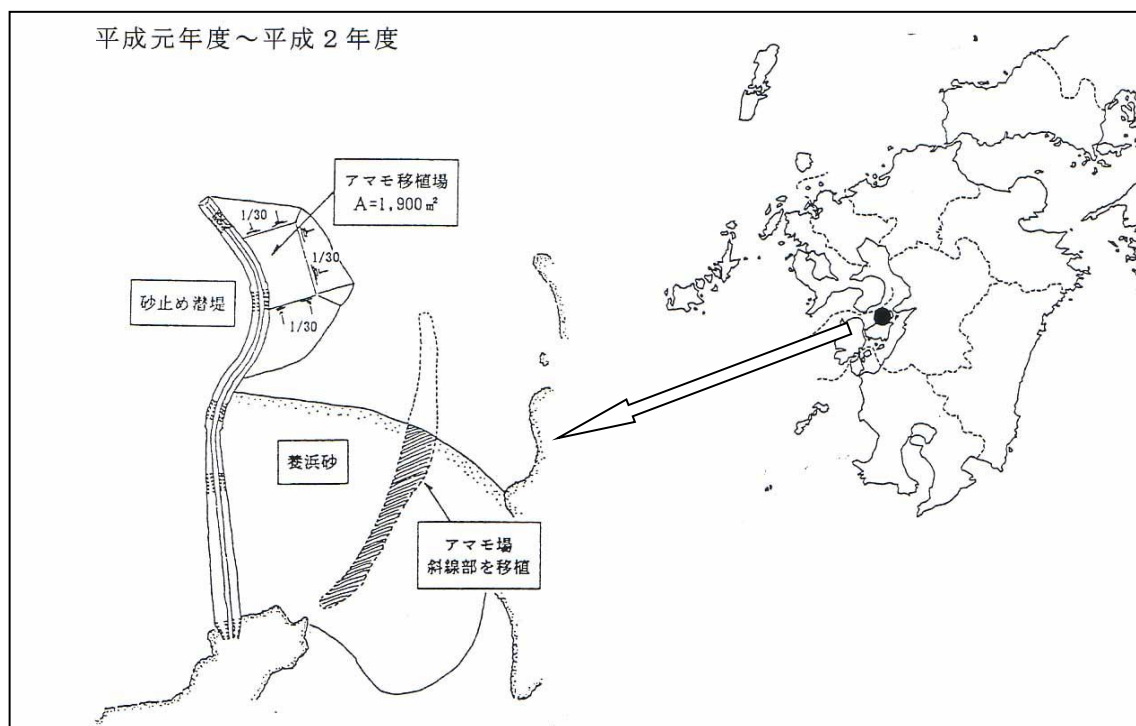 平成元年度～平成２年度
アマモ移植場
A=1,900㎡
1/30
1/30
1/30
砂止め潜堤
養浜砂
アマモ場
斜線部を移植